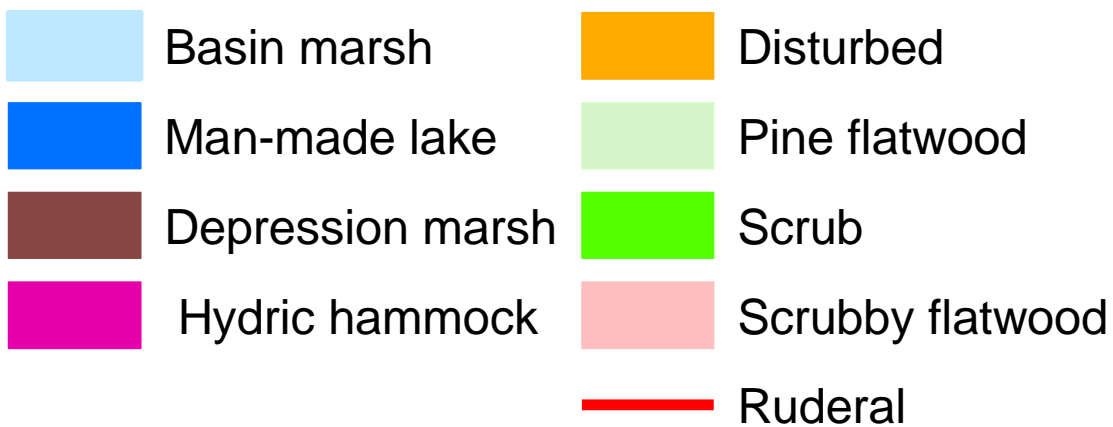 Basin marsh
Man-made lake
Depression marsh
Hydric hammock
Disturbed
Pine flatwood
Scrub
Scrubby flatwood
Ruderal